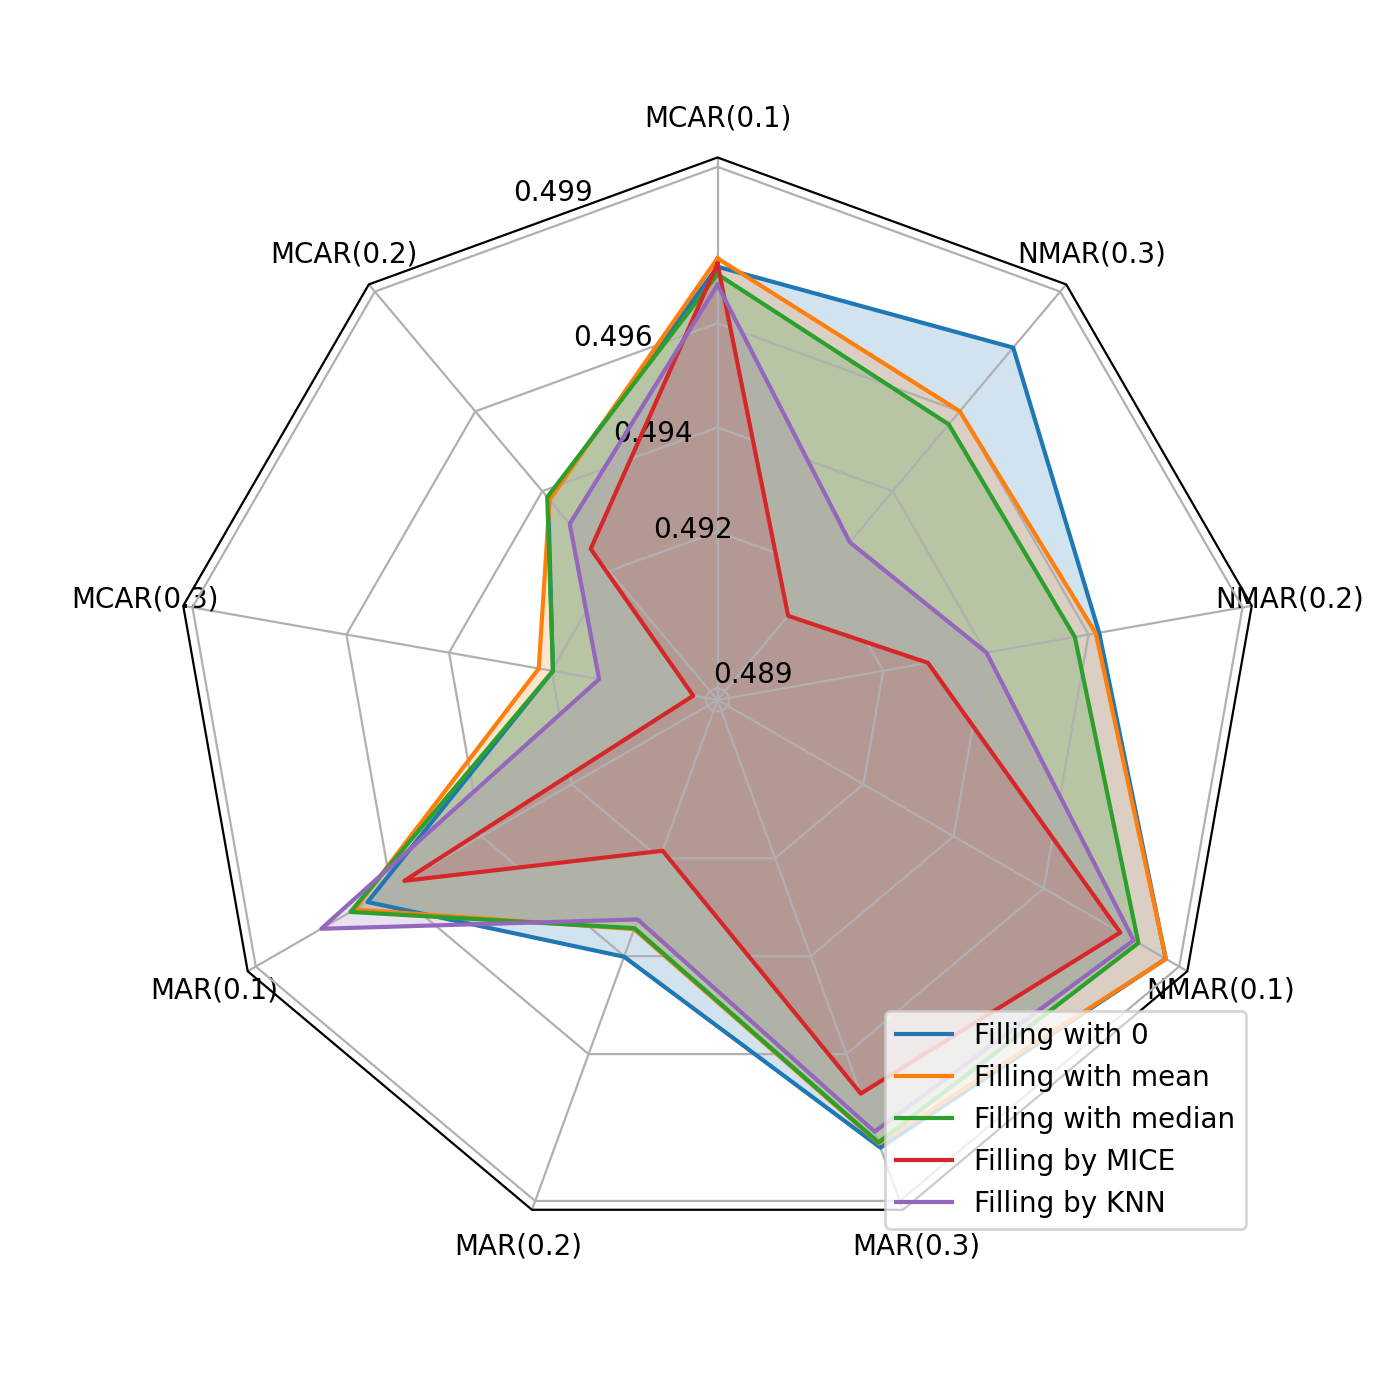 MCAR(0.1)
0.499
MCAR(0.2)
NMAR(0.3)
0.496
0.494
0.492
MCAR(0.3)
NMAR(0.2)
0.489
MAR(0.1)
NMAR(0.1)
Filling with 0
Filling with mean
Filling with median
Filling by MICE
Filling by KNN
MAR(0.2)
MAR(0.3)